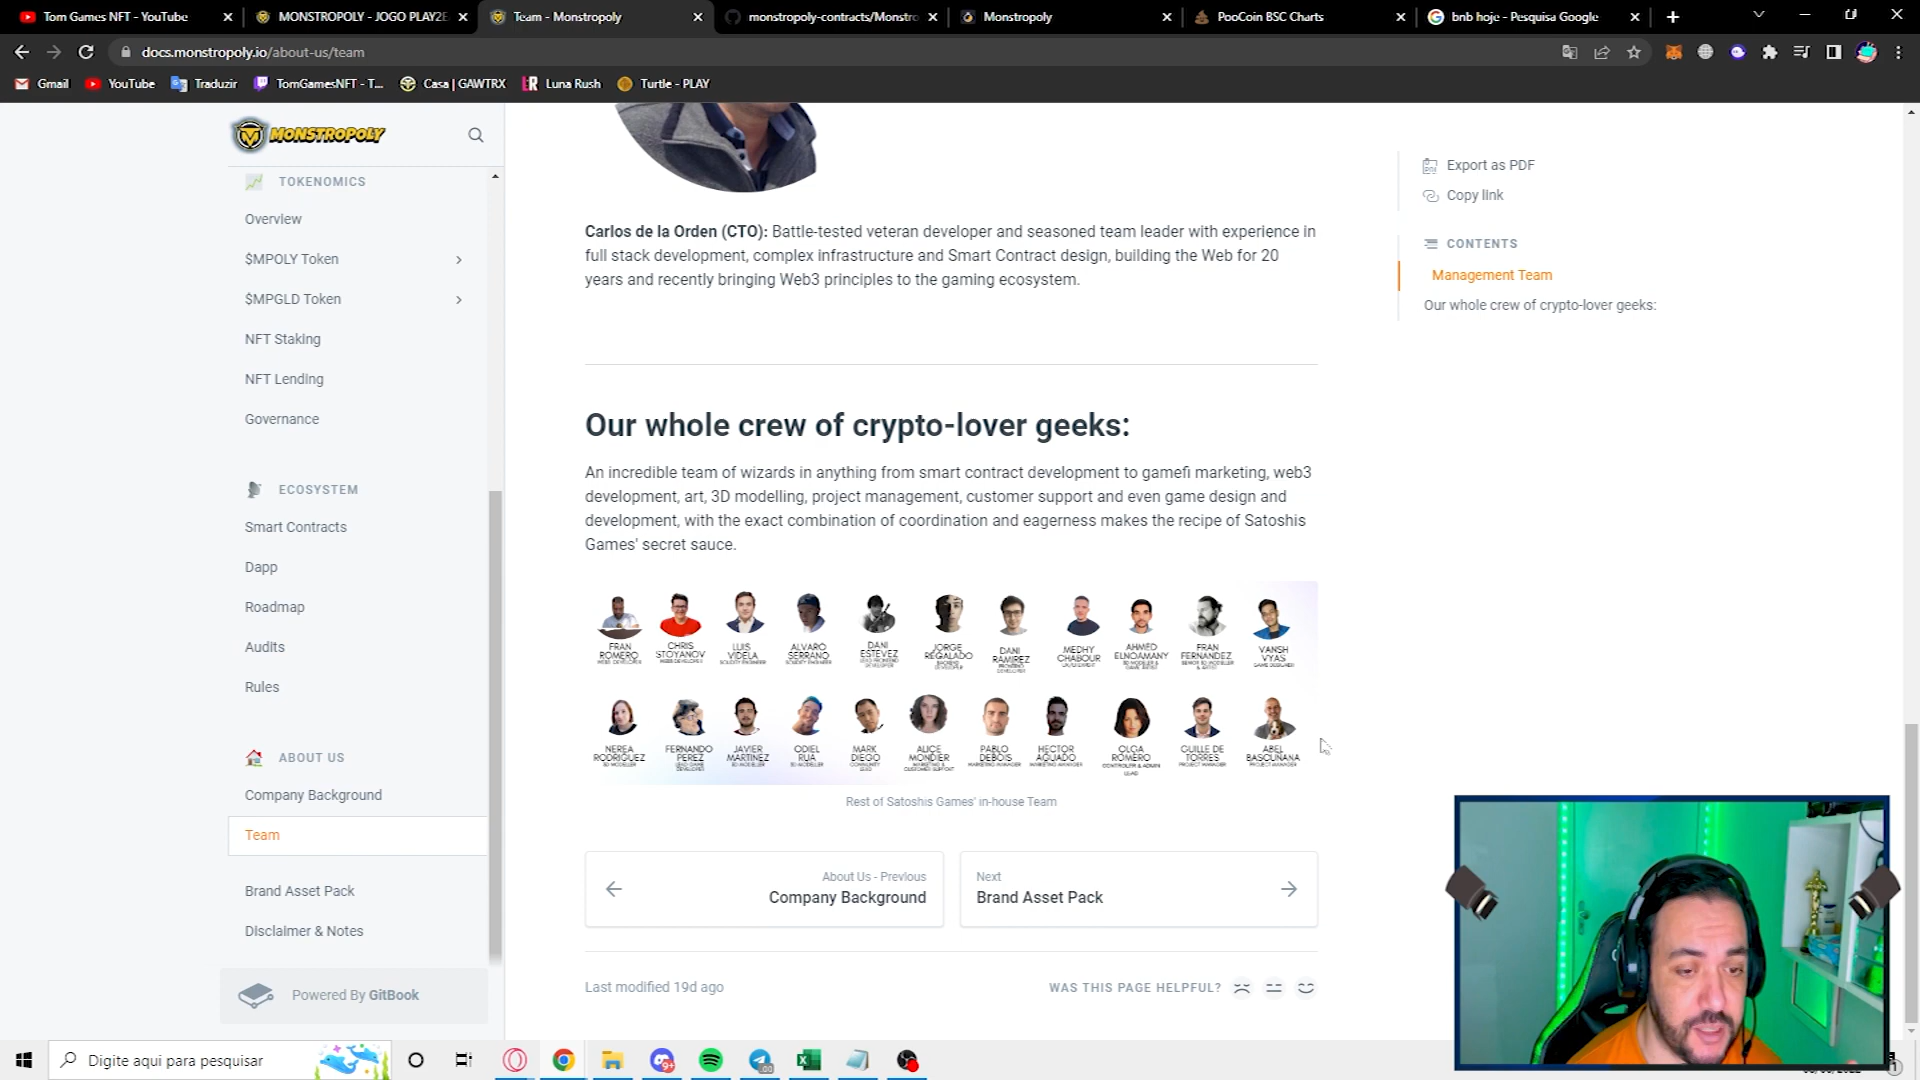 Tom Games NFT - YouTube
MONSTROPOLY - JOGO PLAY2E
Team - Monstropoly
monstropoly-contracts/Monstro
Monstropoly
PooCoin BSC Charts
bnb hoje - Pesquisa Google
docs.monstropoly.io/about-us/team
Gmail
YouTube
Traduzir
TomGamesNFT - T...
Casa | GAWTRX
Luna Rush
Turtle - PLAY
MONSTROPOLY
TOKENOMICS
Overview
$MPOLY Token
$MPGLD Token
NFT Staking
NFT Lending
Governance
ECOSYSTEM
Smart Contracts
Dapp
Roadmap
Audits
Rules
ABOUT US
Company Background
Team
Brand Asset Pack
Disclaimer & Notes
Powered By GitBook
Carlos de la Orden (CTO): Battle-tested veteran developer and seasoned team leader with experience in
full stack development, complex infrastructure and Smart Contract design, building the Web for 20
years and recently bringing Web3 principles to the gaming ecosystem.
Our whole crew of crypto-lover geeks:
An incredible team of wizards in anything from smart contract development to gamefi marketing, web3
development, art, 3D modelling, project management, customer support and even game design and
development, with the exact combination of coordination and eagerness makes the recipe of Satoshis
Games' secret sauce.
FRAN ROMERO
CHRIS STOYANOV
LUIS VIDELA
ALVARO SERRANO
DANI ESTEVEZ
JORGE REGALADO
DANI RAMIREZ
MEDHY CHABOUR
AHMED ELNOAMANY
FRAN FERNANDEZ
VANSH VYAS
NEREA RODRIGUEZ
FERNANDO PEREZ
JAVIER MARTINEZ
ODIEL RUA
MARK DIEGO
ALICE MONDIER
PABLO DEBOIS
HECTOR AGUADO
OLGA ROMERO
GUILLE DE TORRES
ABEL BASCUNANA
Rest of Satoshis Games' in-house Team
About Us - Previous
Company Background
Next
Brand Asset Pack
Last modified 19d ago
WAS THIS PAGE HELPFUL?
Export as PDF
Copy link
CONTENTS
Management Team
Our whole crew of crypto-lover geeks:
Digite aqui para pesquisar